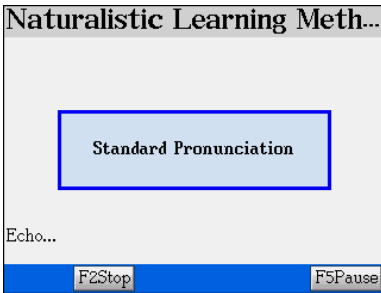 Naturalistic Learning Meth...
Standard Pronunciation
Echo...
F2Stop F5Pause